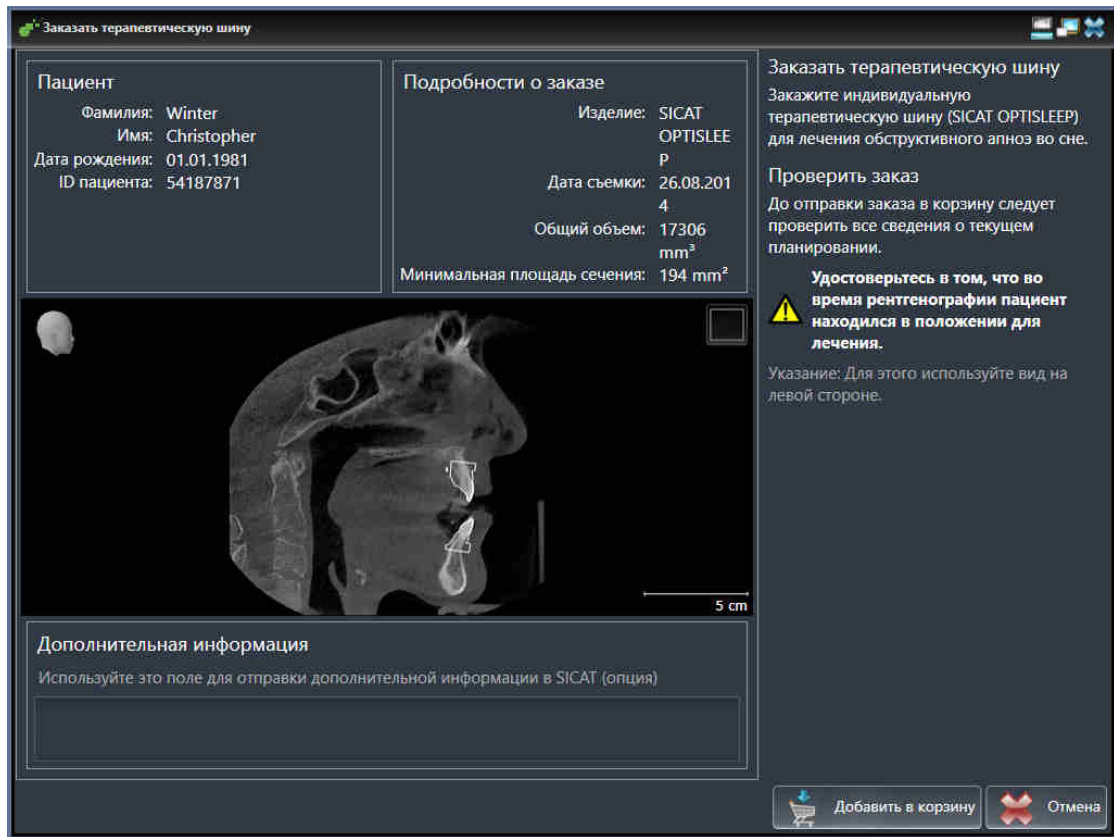 Заказать терапевтическую шину
Пациент
Фамилия: Winter
Имя: Christopher
Дата рождения: 01.01.1981
ID пациента: 54187871
Подробности о заказе
Изделие: SICAT
OPTISLEE
P
Дата съемки: 26.08.201
4
Общий объем: 17306
mm³
Минимальная площадь сечения: 194 mm²
5 cm
Дополнительная информация
Используйте это поле для отправки дополнительной информации в SICAT (опция)
Заказать терапевтическую шину
Закажите индивидуальную
терапевтическую шину (SICAT OPTISLEEP)
для лечения обструктивного апноэ во сне.
Проверить заказ
До отправки заказа в корзину следует
проверить все сведения о текущем
планировании.
Удостоверьтесь в том, что во
время рентгенографии пациент
находился в положении для
лечения.
Указание: Для этого используйте вид на
левой стороне.
Добавить в корзину
Отмена